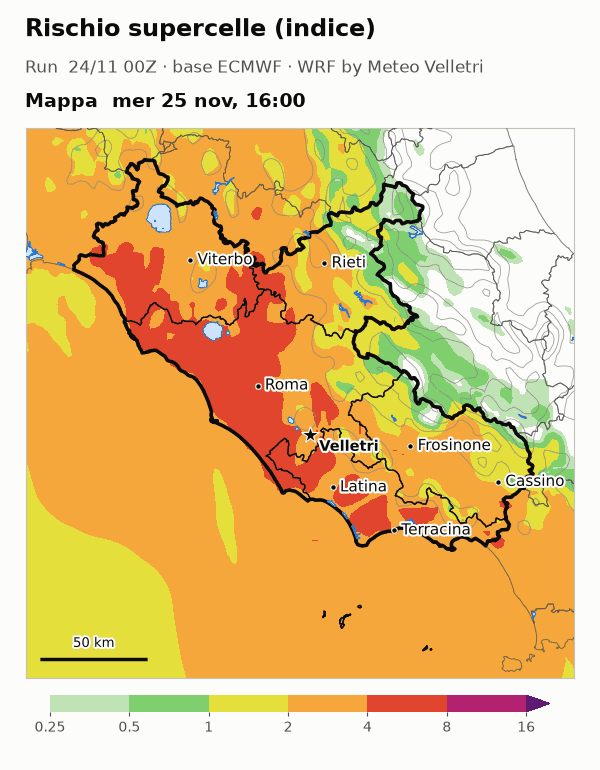 Rischio supercelle (indice)
Run  24/11 00Z · base ECMWF · WRF by Meteo Velletri
Mappa  mer 25 nov, 16:00
Viterbo
Rieti
Roma
Velletri
Frosinone
Cassino
Latina
Terracina
50 km
0.25 0.5 1 2 4 8 16